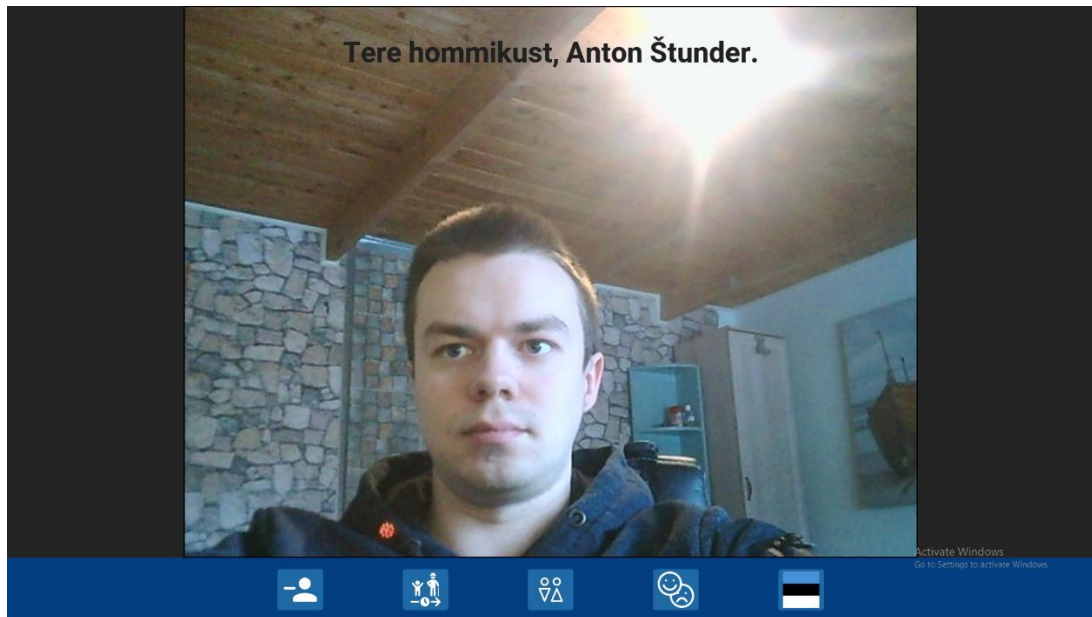 Tere hommikust, Anton Štunder.
Activate Windows
Go to Settings to activate Windows.